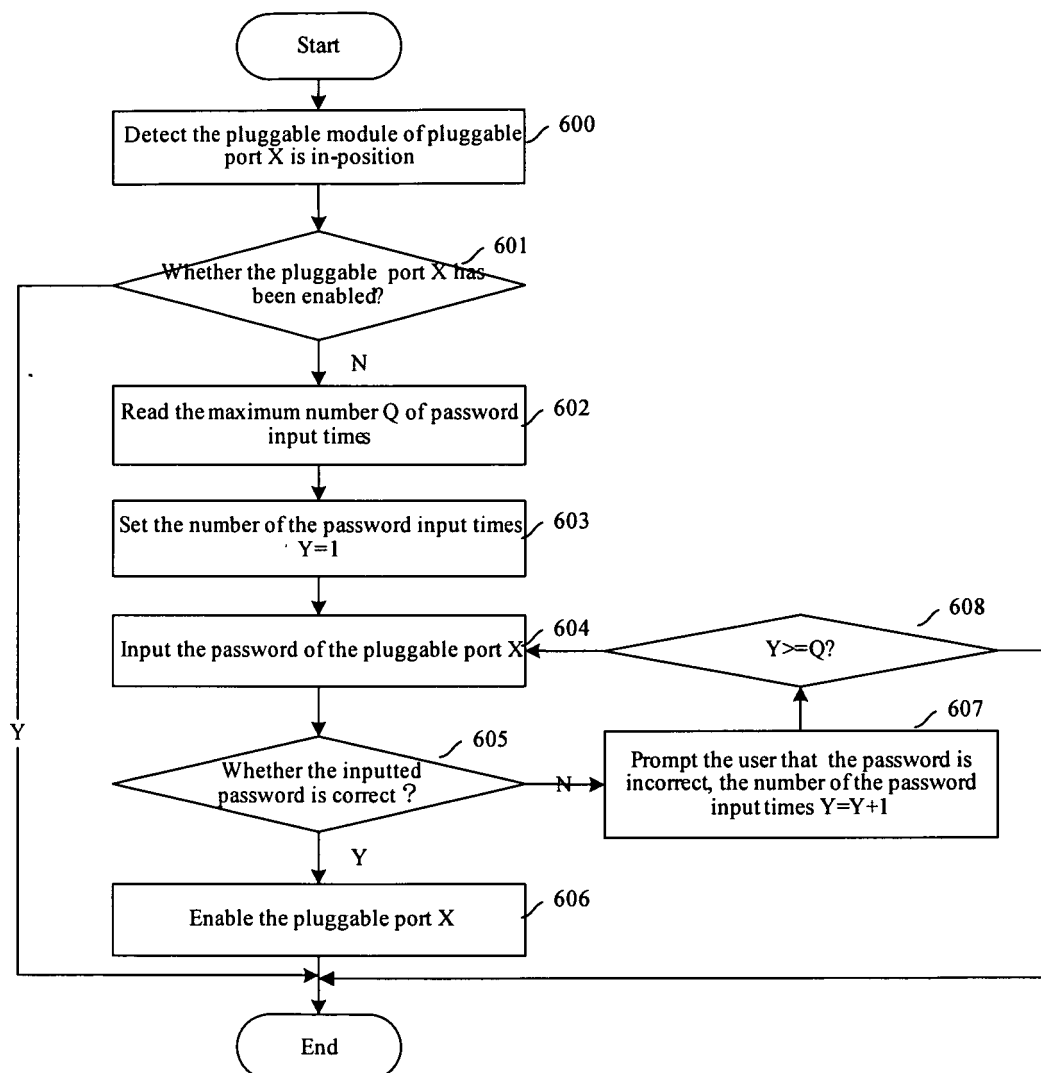 Start
Detect the pluggable module of pluggable
port X is in-position
600
601
Whether the pluggable port X has
been enabled?
N
Read the maximum number Q of password
input times
602
Set the number of the password input times
Y=1
603
Input the password of the pluggable port X
604
608
Y>=Q?
Y
605
Whether the inputted
password is correct ?
N
607
Prompt the user that the password is
incorrect, the number of the password
input times Y=Y+1
Y
Enable the pluggable port X
606
End